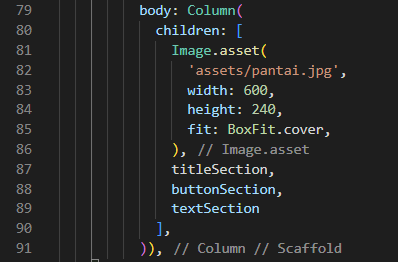 79 body: Column(
80 children: [
81 Image.asset(
82 'assets/pantai.jpg',
83 width: 600,
84 height: 240,
85 fit: BoxFit.cover,
86 ), // Image.asset
87 titleSection,
88 buttonSection,
89 textSection
90 ],
91 )), // Column // Scaffold